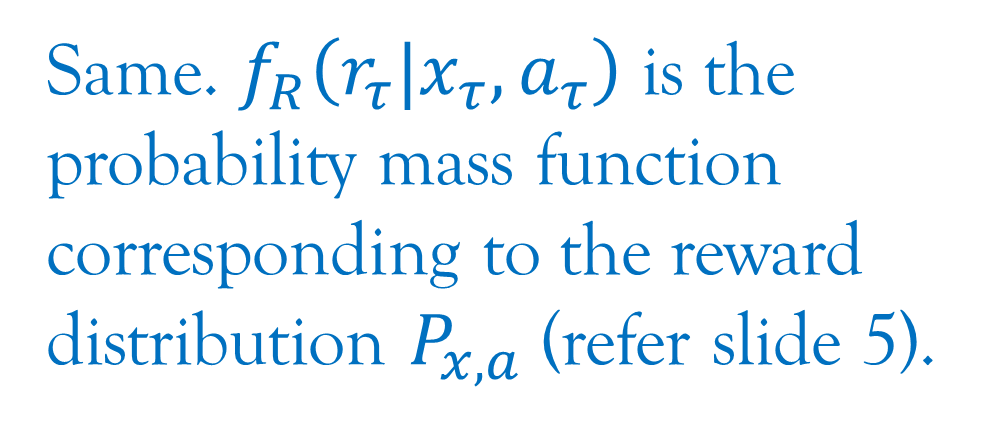 Same. f_R(r_τ|x_τ, a_τ) is the
probability mass function
corresponding to the reward
distribution P_{x,a} (refer slide 5).